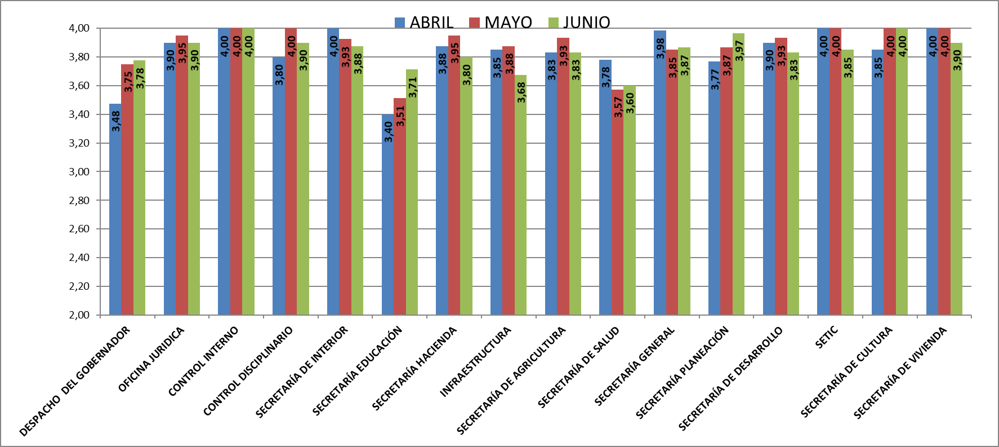 ABRIL MAYO JUNIO
4,00
3,80
3,60
3,40
3,20
3,00
2,80
2,60
2,40
2,20
2,00
3,48 3,75 3,78
3,90 3,95 3,90
4,00 4,00 4,00
3,80 4,00 3,90
4,00 3,93 3,88
3,40 3,51 3,71
3,88 3,95 3,80
3,85 3,88 3,68
3,83 3,93 3,83
3,78 3,57 3,60
3,98 3,85 3,87
3,77 3,87 3,97
3,90 3,93 3,83
4,00 4,00 3,85
3,85 4,00 4,00
4,00 4,00 3,90
DESPACHO DEL GOBERNADOR
OFICINA JURIDICA
CONTROL INTERNO
CONTROL DISCIPLINARIO
SECRETARÍA DE INTERIOR
SECRETARÍA EDUCACIÓN
SECRETARÍA HACIENDA
INFRAESTRUCTURA
SECRETARÍA DE AGRICULTURA
SECRETARÍA DE SALUD
SECRETARÍA GENERAL
SECRETARÍA PLANEACIÓN
SECRETARÍA DE DESARROLLO
SETIC
SECRETARÍA DE CULTURA
SECRETARÍA DE VIVIENDA